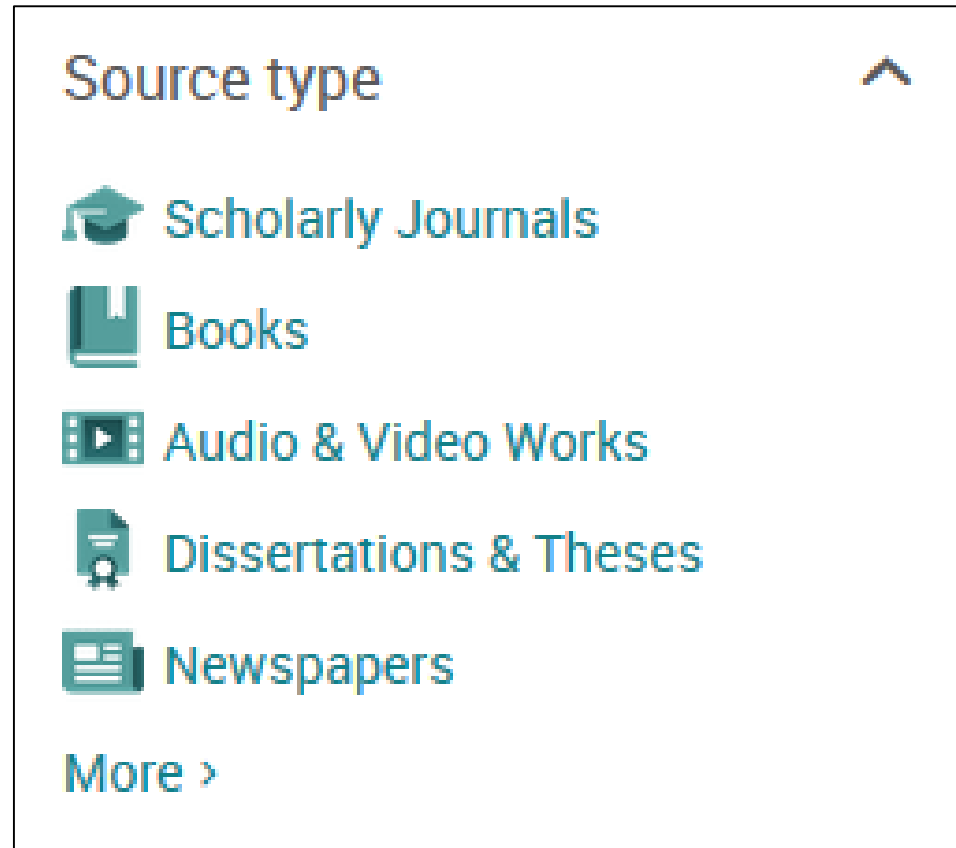 Source type
Scholarly Journals
Books
Audio & Video Works
Dissertations & Theses
Newspapers
More ›